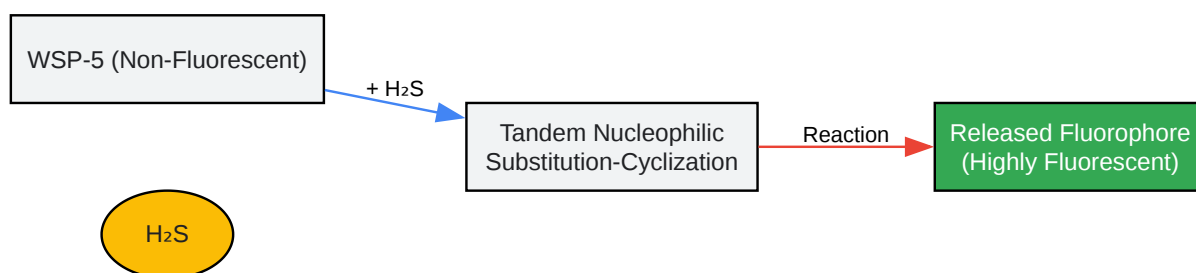 WSP-5 (Non-Fluorescent)
+ H₂S
Tandem Nucleophilic
Substitution-Cyclization
Reaction
Released Fluorophore
(Highly Fluorescent)
H₂S